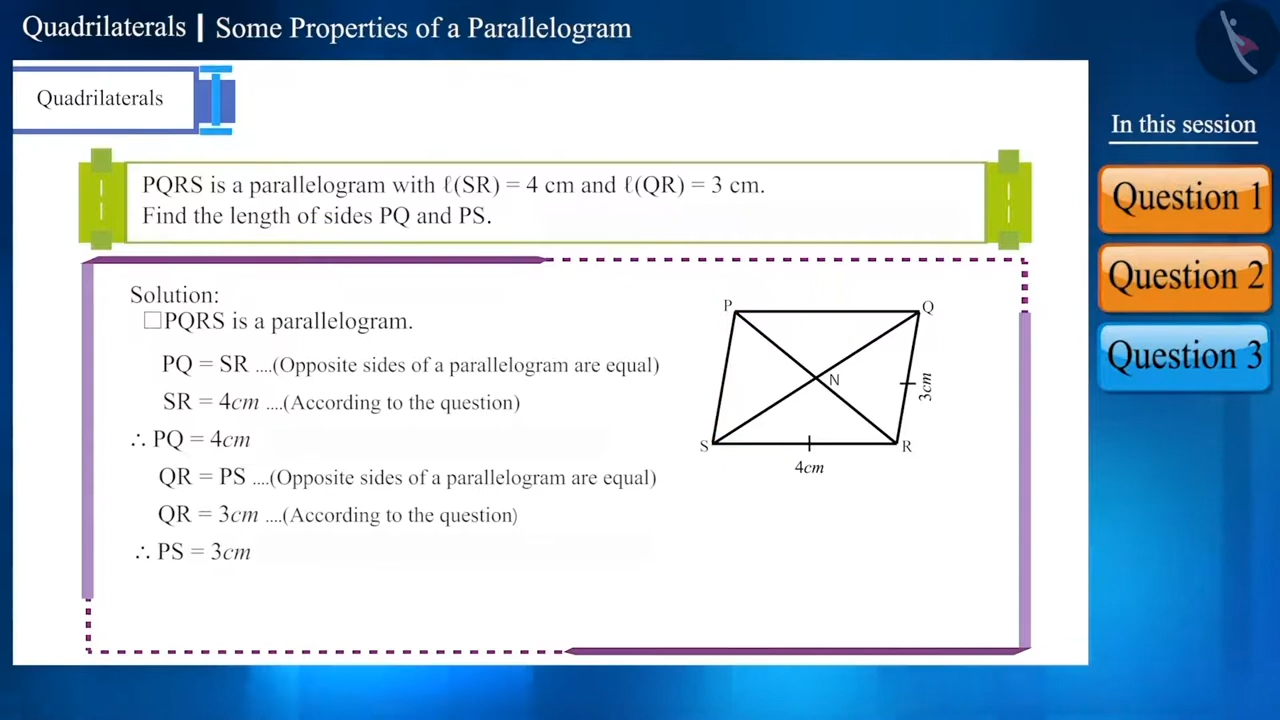 Quadrilaterals | Some Properties of a Parallelogram
Quadrilaterals
In this session
Question 1
Question 2
Question 3
PQRS is a parallelogram with ℓ(SR) = 4 cm and ℓ(QR) = 3 cm.
Find the length of sides PQ and PS.
Solution:
□PQRS is a parallelogram.
PQ = SR ....(Opposite sides of a parallelogram are equal)
SR = 4cm ....(According to the question)
∴ PQ = 4cm
QR = PS ....(Opposite sides of a parallelogram are equal)
QR = 3cm ....(According to the question)
∴ PS = 3cm
P
Q
N
3cm
S
R
4cm